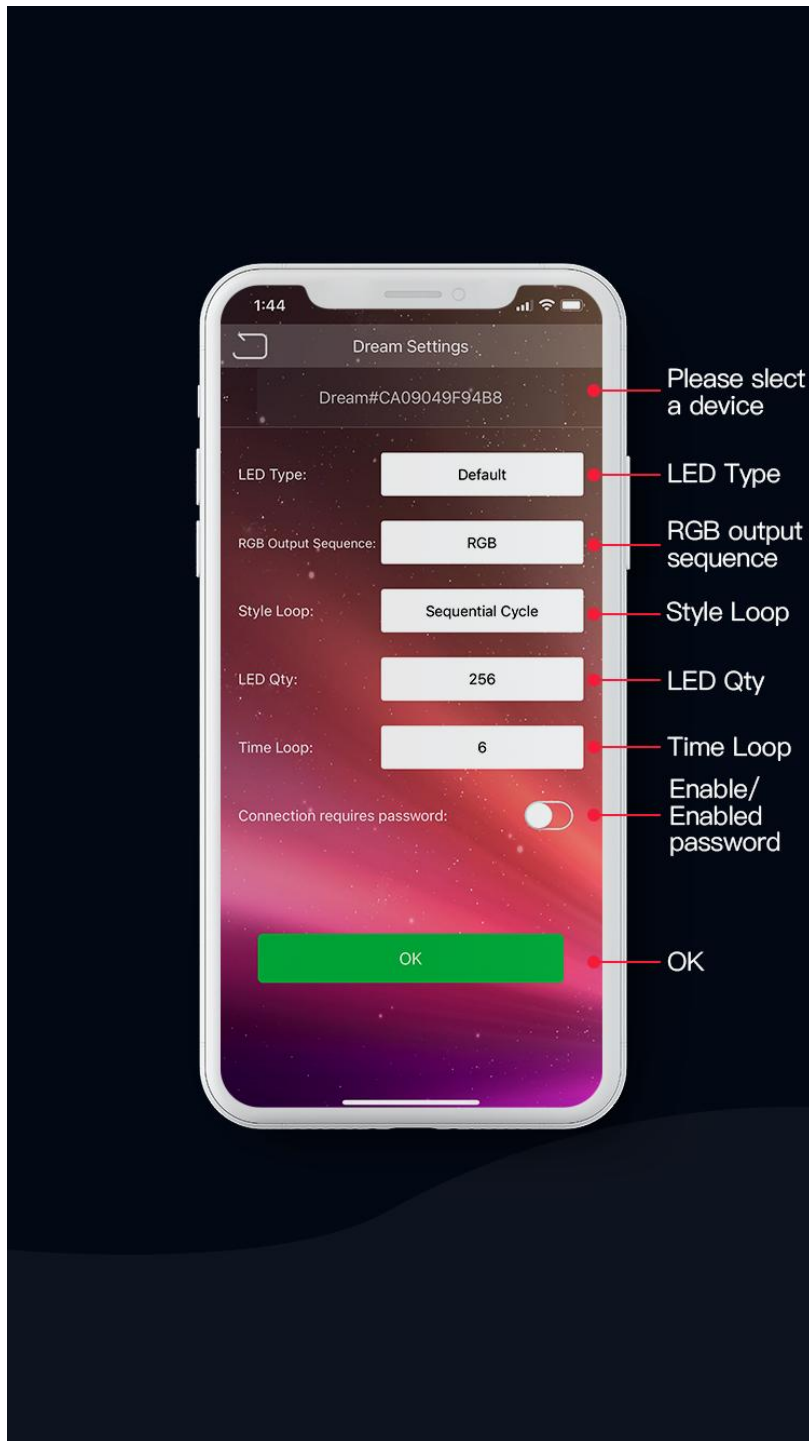 1:44
Dream Settings
Dream#CA09049F94B8
Please slect
a device
LED Type:
Default
LED Type
RGB Output Sequence:
RGB
RGB output
sequence
Style Loop:
Sequential Cycle
Style Loop
LED Qty:
256
LED Qty
Time Loop:
6
Time Loop
Connection requires password:
Enable/
Enabled
password
OK
OK